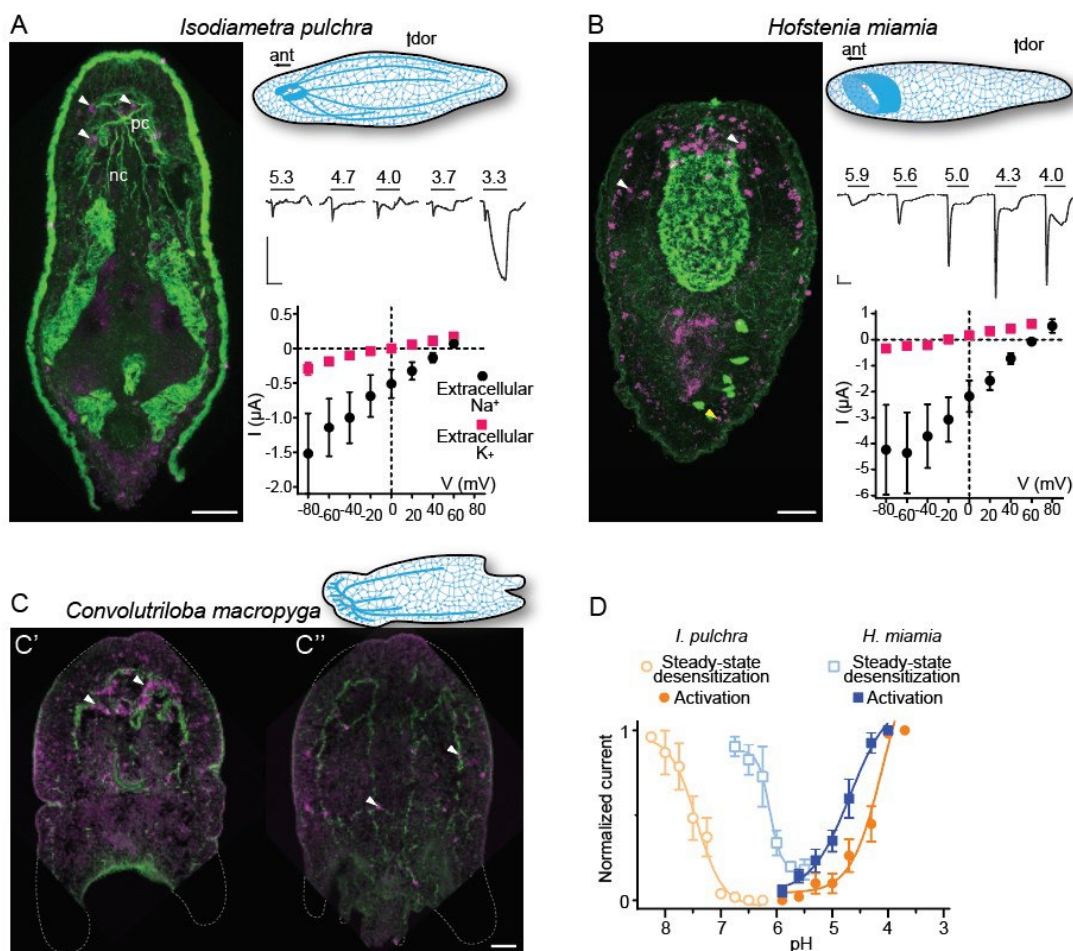 A
Isodiametra pulchra
ant
dor
pc
nc
5.3 4.7 4.0 3.7 3.3
0.5
0
-0.5
-1.0
-1.5
-2.0
I (µA)
Extracellular
Na+
Extracellular
K+
V (mV)
-80 -60 -40 -20 0 20 40 60 80
B
Hofstenia miamia
ant
dor
5.9 5.6 5.0 4.3 4.0
1
0
-1
-2
-3
-4
-5
-6
I (µA)
V (mV)
-80 -60 -40 -20 0 20 40 60 80
C
Convolutriloba macropyga
C'
C''
D
I. pulchra
Steady-state
desensitization
Activation
H. miamia
Steady-state
desensitization
Activation
Normalized current
1
0
8 7 6 5 4 3
pH